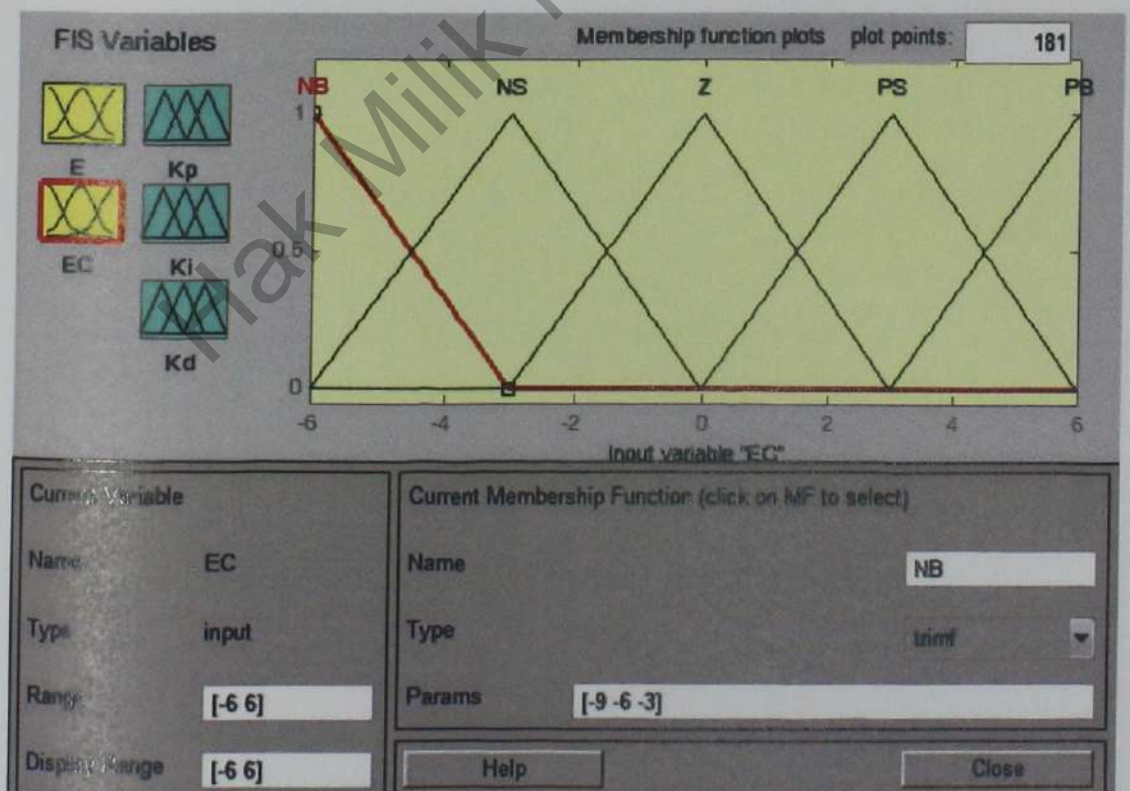 FIS Variables
Membership function plots plot points: 181
NB NS Z PS PB
1
0.5
0
-6 -4 -2 0 2 4 6
Input variable "EC"
E Kp
EC Ki
Kd
Hak Milik
Current Variable
Name EC
Type input
Range [-6 6]
Display Range [-6 6]
Current Membership Function (click on MF to select)
Name NB
Type trimf
Params [-9 -6 -3]
Help Close